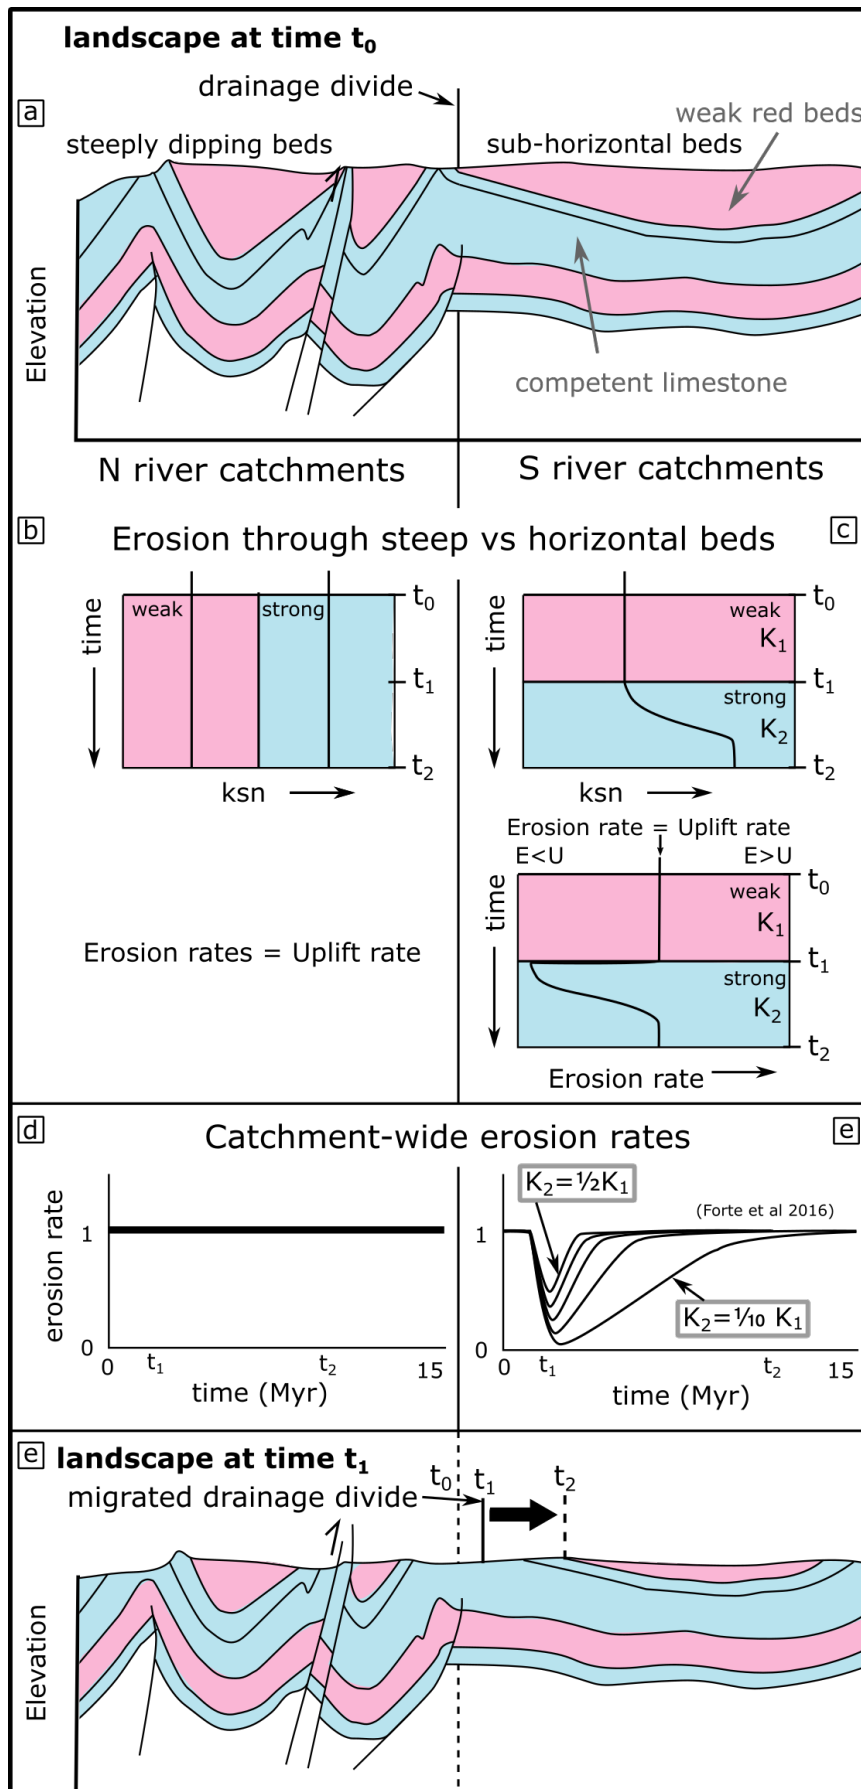 landscape at time t₀
drainage divide
a
weak red beds
steeply dipping beds
sub-horizontal beds
Elevation
competent limestone
N river catchments
S river catchments
b
c
Erosion through steep vs horizontal beds
time
weak
strong
t₀
t₁
t₂
ksn
time
weak
K₁
strong
K₂
t₀
t₁
t₂
ksn
Erosion rate = Uplift rate
E<U
E>U
time
weak
K₁
strong
K₂
t₀
t₁
t₂
Erosion rate
Erosion rates = Uplift rate
d
Catchment-wide erosion rates
e
erosion rate
1
0
0
t₁
t₂
15
time (Myr)
K₂=½K₁
(Forte et al 2016)
K₂=⅒ K₁
1
0
0
t₁
t₂
15
time (Myr)
e
landscape at time t₁
t₀
t₁
t₂
migrated drainage divide
Elevation